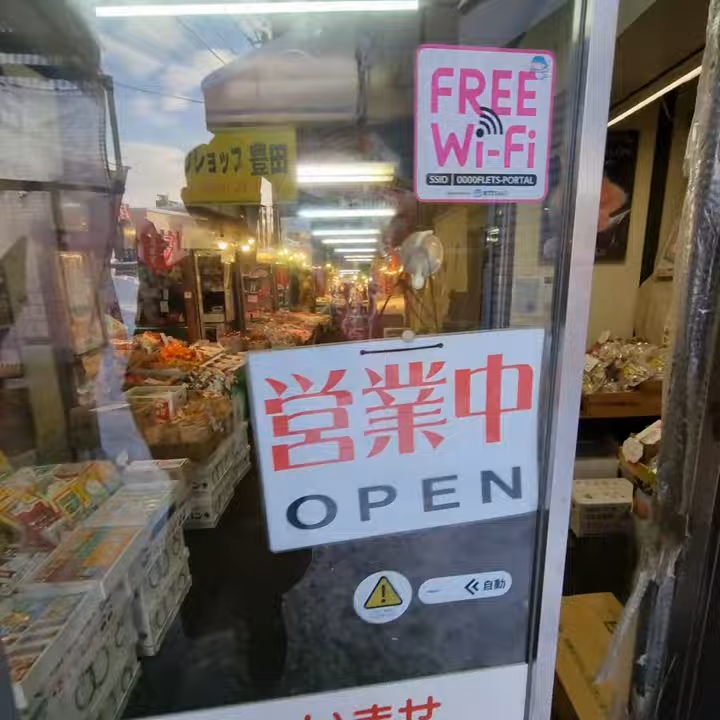 FREE
Wi-Fi
SSID 0000FLETS-PORTAL
ショップ 豊田
営業中
OPEN
自動
いませ